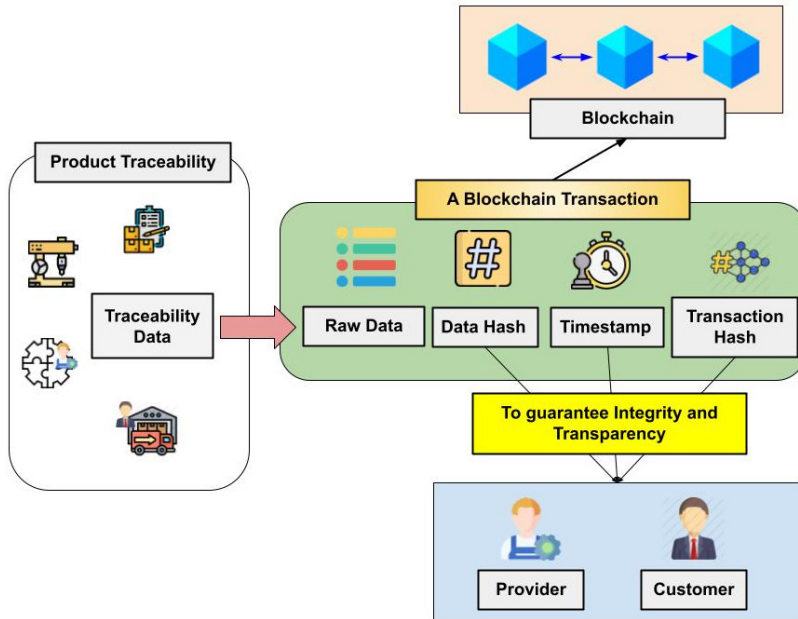 Blockchain
Product Traceability
A Blockchain Transaction
Traceability
Data
Raw Data
Data Hash
Timestamp
Transaction
Hash
To guarantee Integrity and
Transparency
Provider
Customer